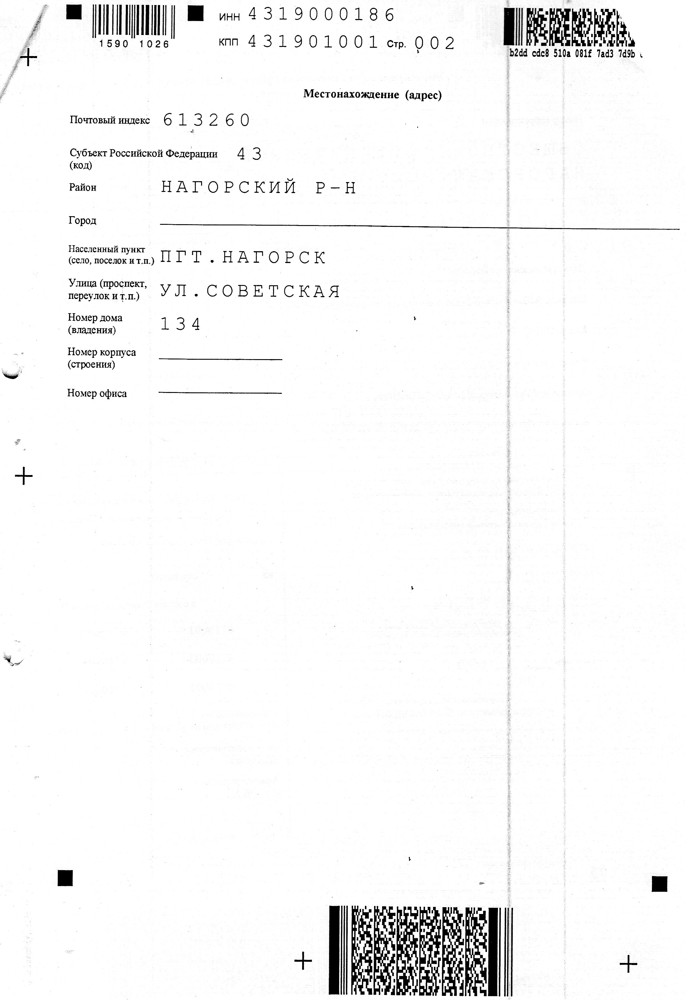 ИНН 4319000186
1590 1026
КПП 431901001 Стр. 002
b2dd cdc8 510a 081f 7ad3 7d9b
Местонахождение (адрес)
Почтовый индекс 613260
Субъект Российской Федерации 43
(код)
Район НАГОРСКИЙ Р-Н
Город
Населенный пункт
(село, поселок и т.п.) ПГТ.НАГОРСК
Улица (проспект,
переулок и т.п.) УЛ.СОВЕТСКАЯ
Номер дома
(владения) 134
Номер корпуса
(строения)
Номер офиса